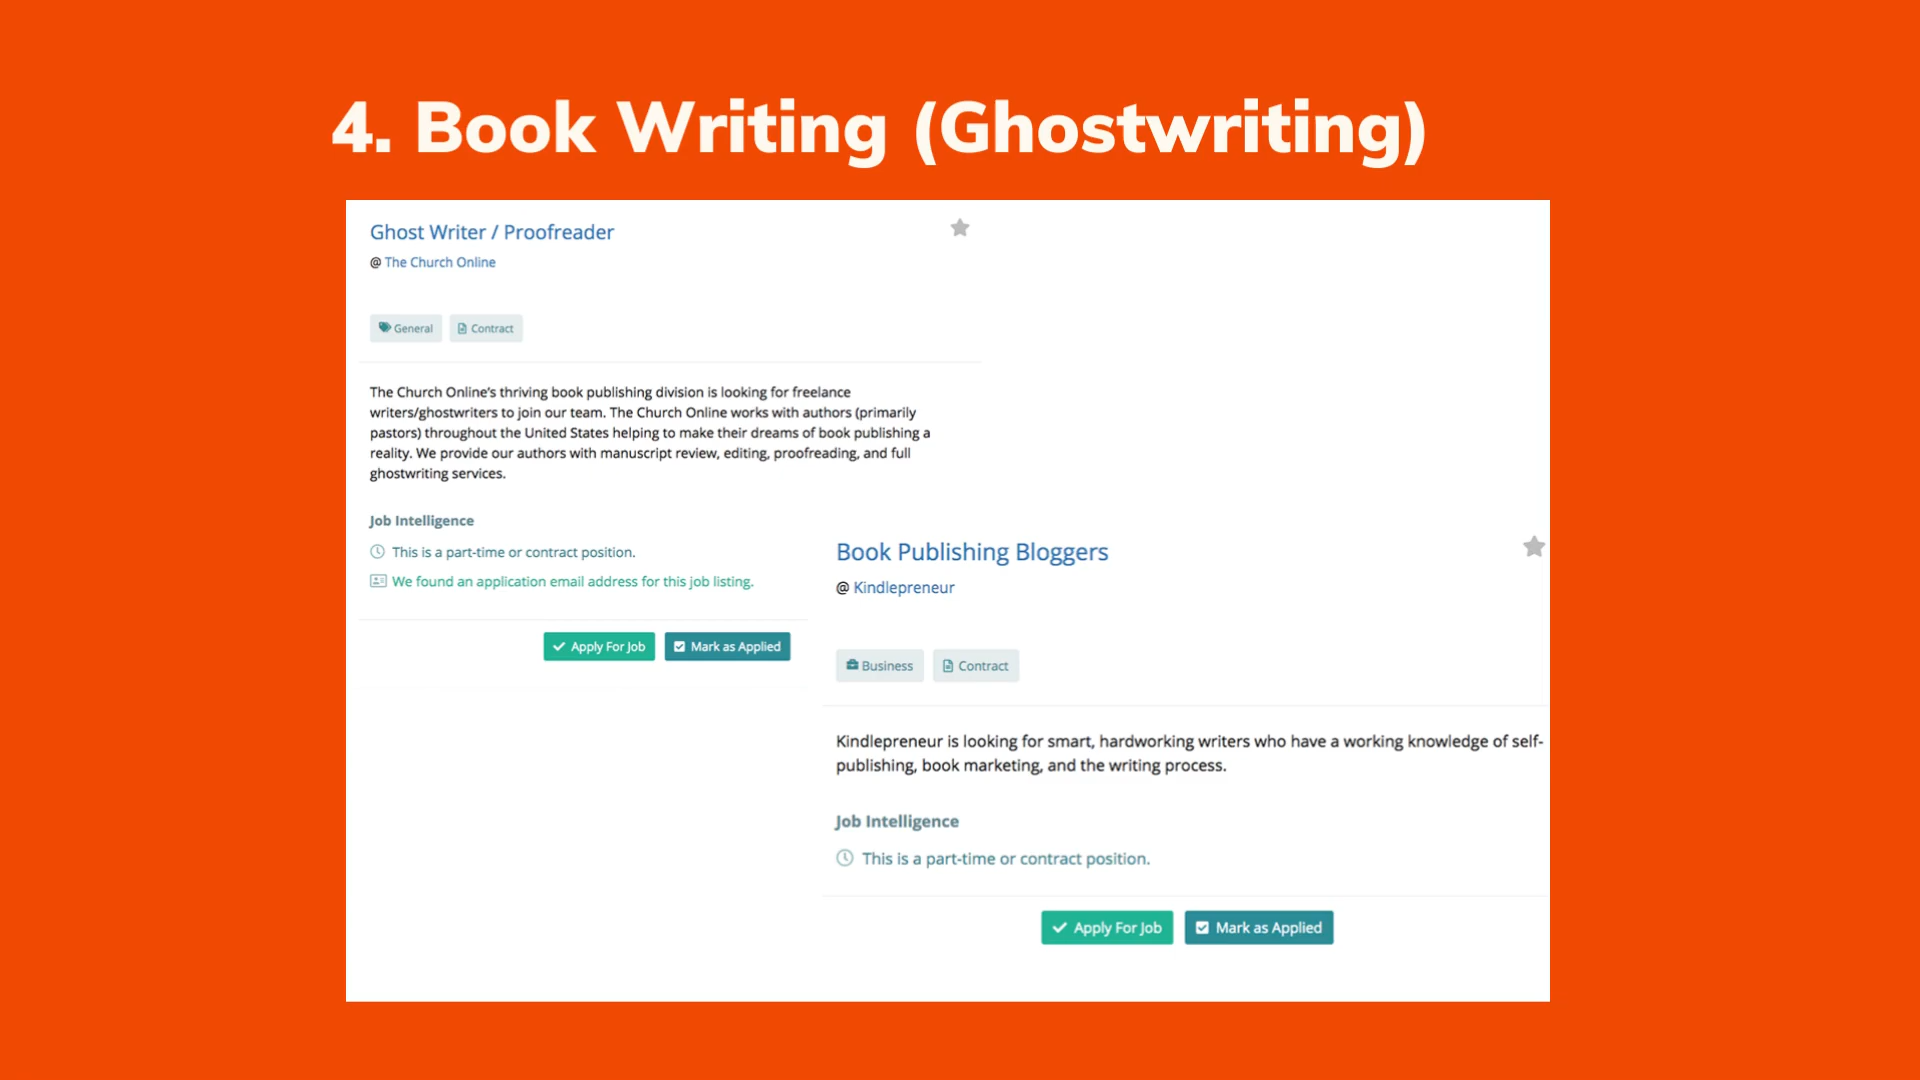 4. Book Writing (Ghostwriting)
Ghost Writer / Proofreader
@ The Church Online
General Contract
The Church Online's thriving book publishing division is looking for freelance
writers/ghostwriters to join our team. The Church Online works with authors (primarily
pastors) throughout the United States helping to make their dreams of book publishing a
reality. We provide our authors with manuscript review, editing, proofreading, and full
ghostwriting services.
Job Intelligence
This is a part-time or contract position.
We found an application email address for this job listing.
Apply For Job Mark as Applied
Book Publishing Bloggers
@ Kindlepreneur
Business Contract
Kindlepreneur is looking for smart, hardworking writers who have a working knowledge of self-
publishing, book marketing, and the writing process.
Job Intelligence
This is a part-time or contract position.
Apply For Job Mark as Applied